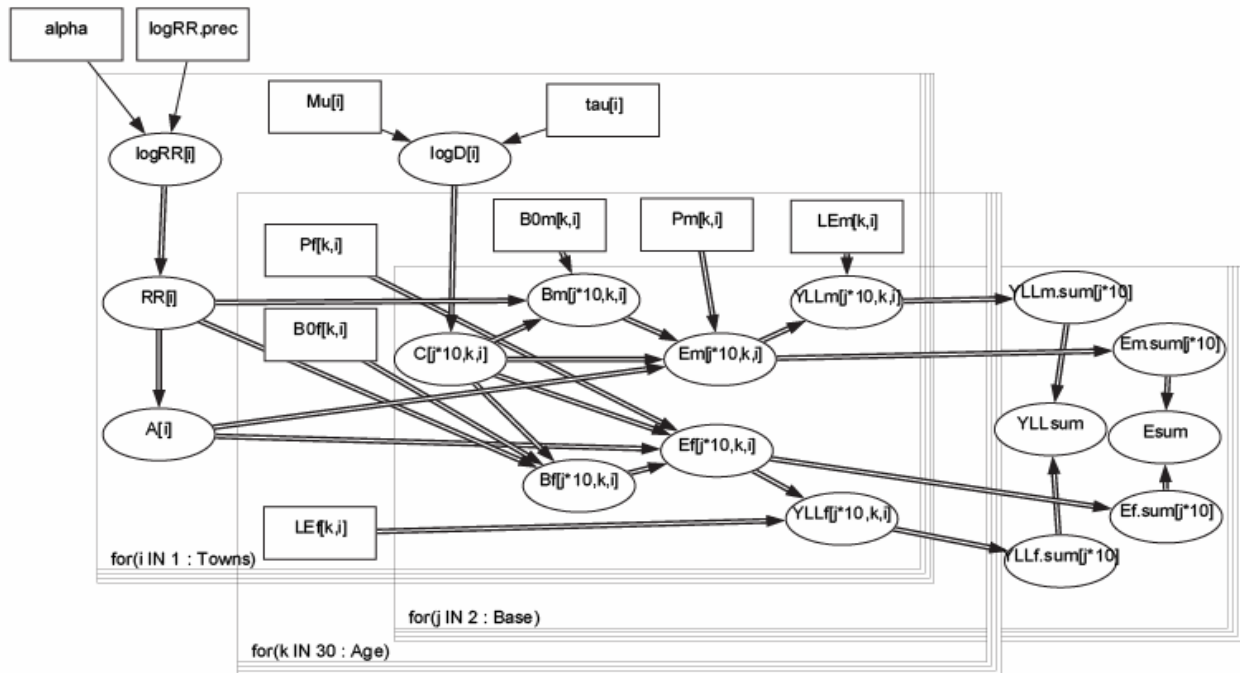 alpha
logRR.prec
Mu[i]
tau[i]
logRR[i]
logD[i]
B0m[k,i]
Pm[k,i]
LEm[k,i]
Pf[k,i]
RR[i]
Bm[j*10,k,i]
YLLm[j*10,k,i]
YLLm.sum[j*10]
B0f[k,i]
C[j*10,k,i]
Em[j*10,k,i]
Em.sum[j*10]
A[i]
YLLsum
Esum
Ef[j*10,k,i]
Bf[j*10,k,i]
LEf[k,i]
YLLf[j*10,k,i]
Ef.sum[j*10]
for(i IN 1 : Towns)
YLLf.sum[j*10]
for(j IN 2 : Base)
for(k IN 30 : Age)